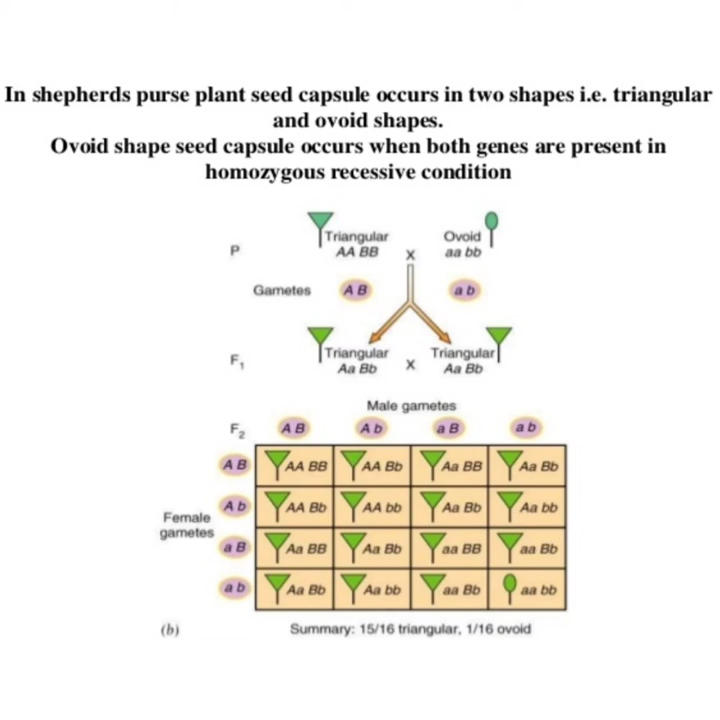 In shepherds purse plant seed capsule occurs in two shapes i.e. triangular
and ovoid shapes.
Ovoid shape seed capsule occurs when both genes are present in
homozygous recessive condition
P
Triangular
AA BB
x
Ovoid
aa bb
Gametes
A B
a b
F1
Triangular
Aa Bb
x
Triangular
Aa Bb
Male gametes
F2
A B
A b
a B
a b
Female
gametes
A B
AA BB
AA Bb
Aa BB
Aa Bb
A b
AA Bb
AA bb
Aa Bb
Aa bb
a B
Aa BB
Aa Bb
aa BB
aa Bb
a b
Aa Bb
Aa bb
aa Bb
aa bb
(b)
Summary: 15/16 triangular, 1/16 ovoid